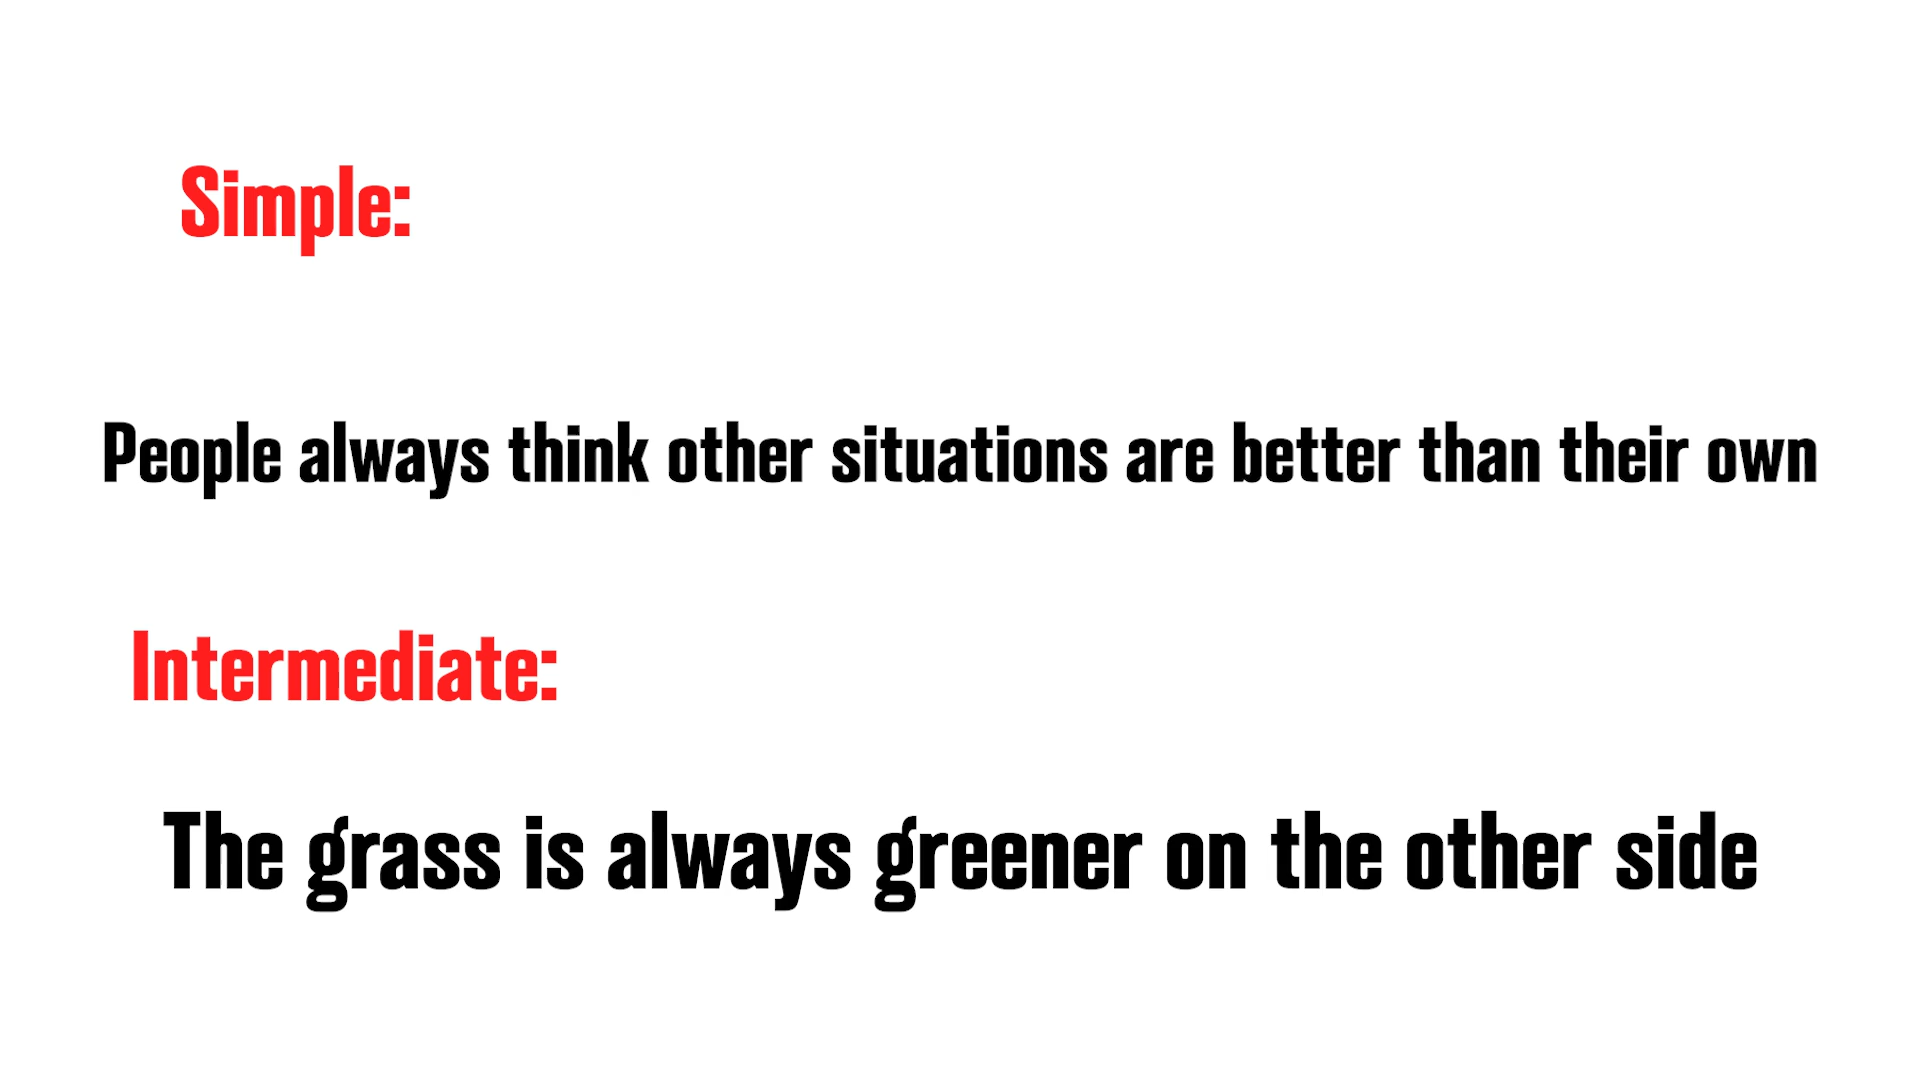 Simple:
People always think other situations are better than their own
Intermediate:
The grass is always greener on the other side